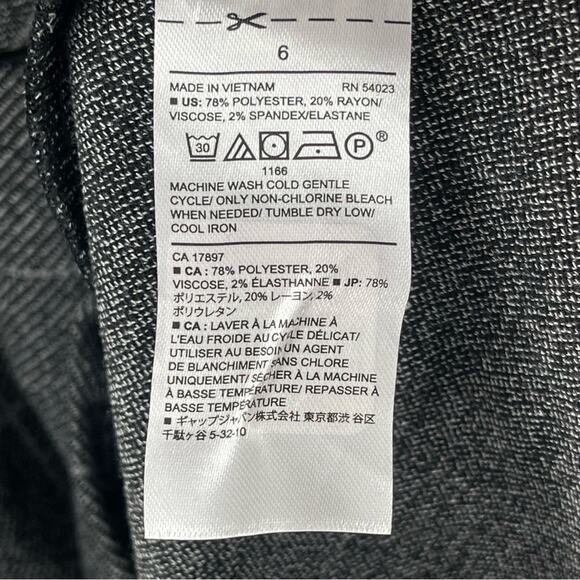 6
MADE IN VIETNAM RN 54023
■ US: 78% POLYESTER, 20% RAYON/
VISCOSE, 2% SPANDEX/ELASTANE
30 P ®
1166
MACHINE WASH COLD GENTLE
CYCLE/ ONLY NON-CHLORINE BLEACH
WHEN NEEDED/ TUMBLE DRY LOW/
COOL IRON
CA 17897
■ CA : 78% POLYESTER, 20%
VISCOSE, 2% ÉLASTHANNE ■ JP: 78%
ポリエステル, 20% レーヨン, 2%
ポリウレタン
■ CA : LAVER À LA MACHINE À
L'EAU FROIDE AU CYCLE DÉLICAT/
UTILISER AU BESOIN UN AGENT
DE BLANCHIMENT SANS CHLORE
UNIQUEMENT/ SÉCHER À LA MACHINE
À BASSE TEMPÉRATURE/ REPASSER À
BASSE TEMPÉRATURE
■ ギャップジャパン株式会社 東京都渋 谷区
千駄ヶ谷 5-32-10